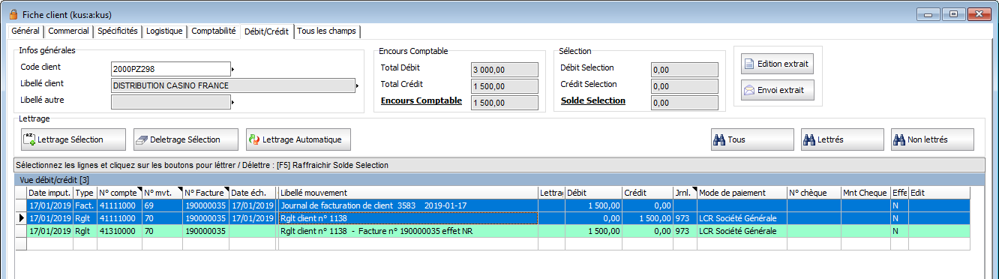 Fiche client (kus:a:kus)
Général Commercial Spécificités Logistique Comptabilité Débit/Crédit Tous les champs
Infos générales
Code client 2000PZ298
Libellé client DISTRIBUTION CASINO FRANCE
Libellé autre
Encours Comptable
Total Débit 3 000,00
Total Crédit 1 500,00
Encours Comptable 1 500,00
Sélection
Débit Selection 0,00
Crédit Selection 0,00
Solde Selection 0,00
Edition extrait
Envoi extrait
Lettrage
Lettrage Sélection Deletrage Sélection Lettrage Automatique Tous Lettrés Non lettrés
Sélectionnez les lignes et cliquez sur les boutons pour léttrer / Délettre : [F5] Raffraichir Solde Selection
Vue débit/crédit [3]
Date imput. Type N° compte N° mvt. N° Facture Date éch. Libellé mouvement Lettra Débit Crédit Jrnl. Mode de paiement N° chèque Mnt Cheque Effe Edit
17/01/2019 Fact. 41111000 69 190000035 17/01/2019 Journal de facturation de client 3583 2019-01-17 1 500,00 0,00 N
17/01/2019 Rglt 41111000 70 190000035 17/01/2019 Rglt client n° 1138 0,00 1 500,00 973 LCR Société Générale N
17/01/2019 Rglt 41310000 70 190000035 Rglt client n° 1138 - Facture n° 190000035 effet NR 1 500,00 0,00 973 LCR Société Générale N